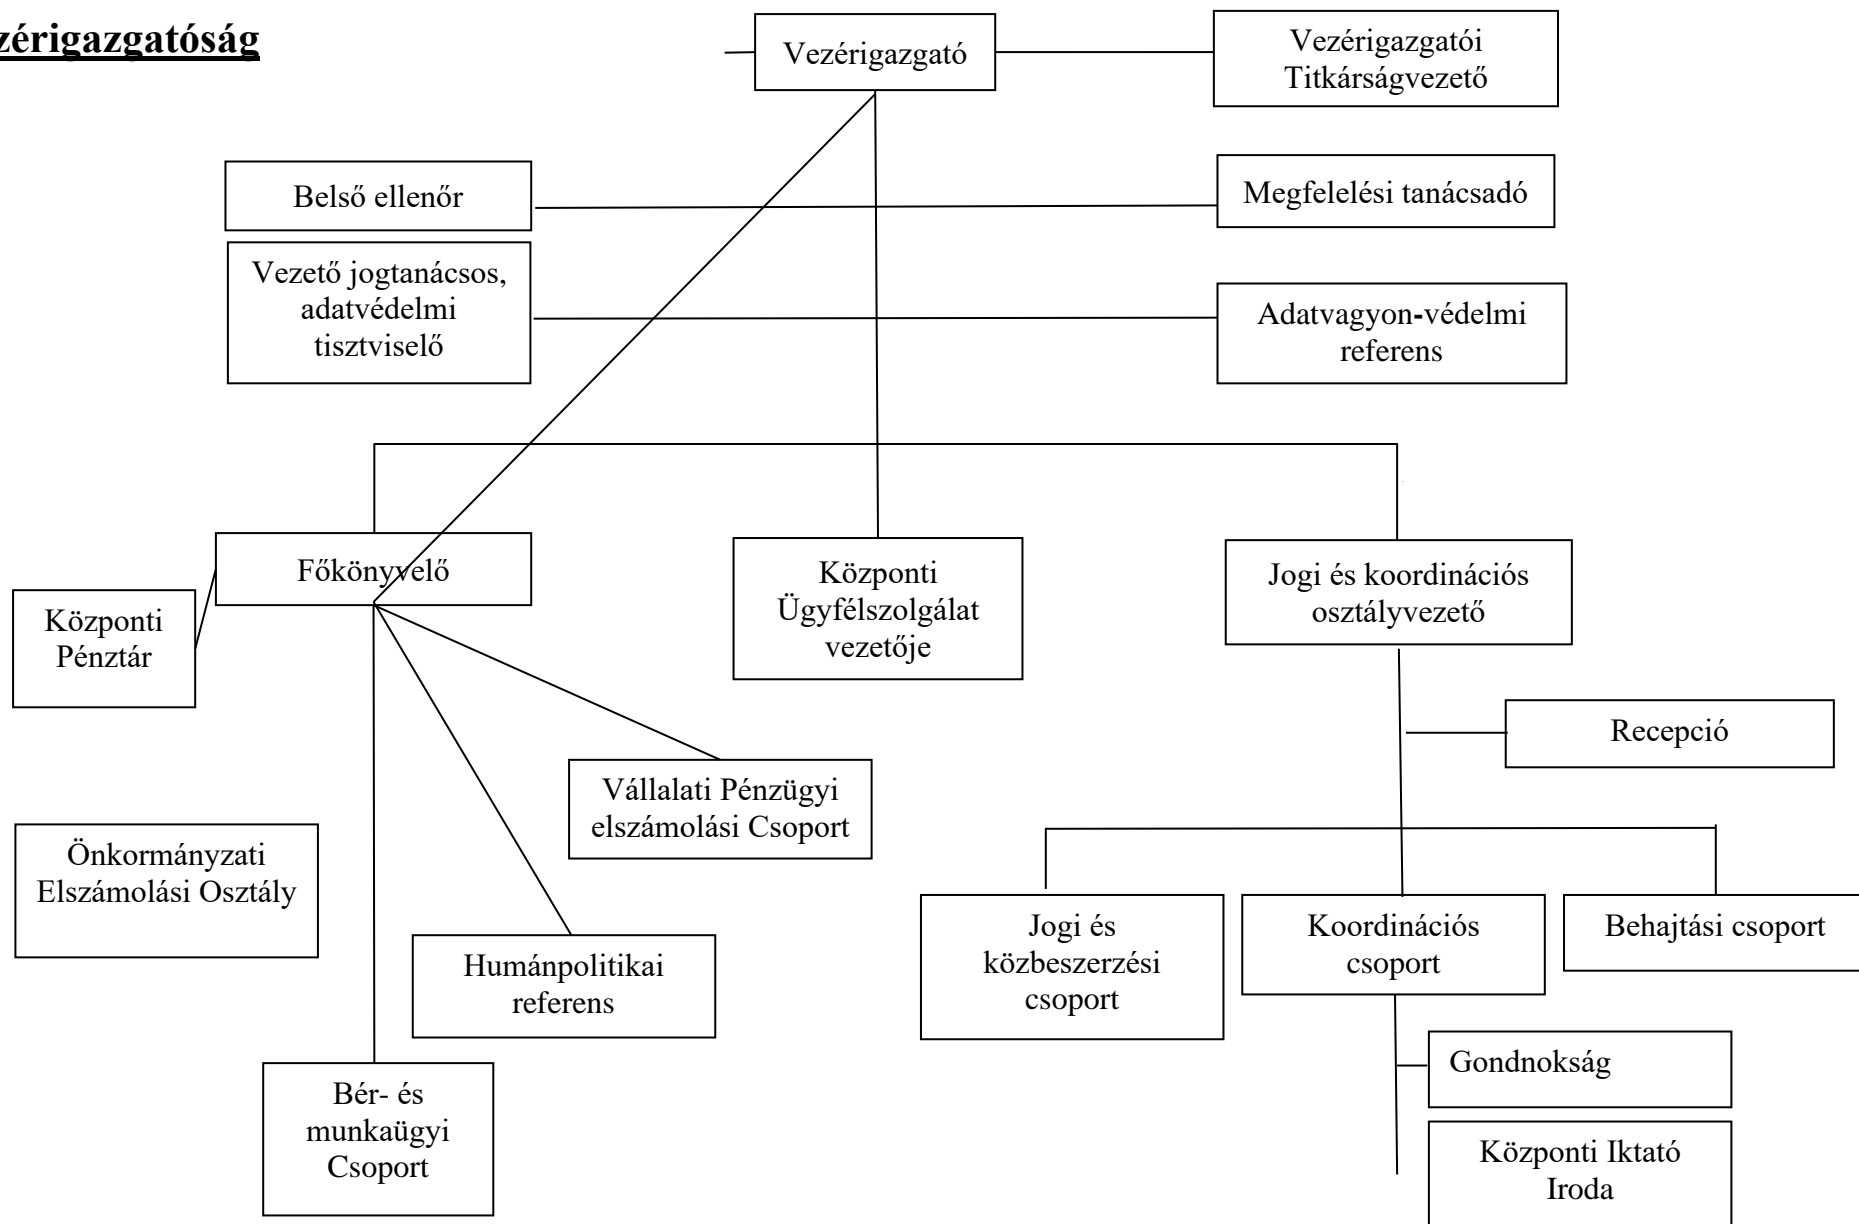 zérigazgatóság
Vezérigazgató
Vezérigazgatói
Titkárságvezető
Belső ellenőr
Megfelelési tanácsadó
Vezető jogtanácsos,
adatvédelmi
tisztviselő
Adatvagyon-védelmi
referens
Főkönyvelő
Központi
Ügyfélszolgálat
vezetője
Jogi és koordinációs
osztályvezető
Központi
Pénztár
Recepció
Vállalati Pénzügyi
elszámolási Csoport
Önkormányzati
Elszámolási Osztály
Humánpolitikai
referens
Jogi és
közbeszerzési
csoport
Koordinációs
csoport
Behajtási csoport
Bér- és
munkaügyi
Csoport
Gondnokság
Központi Iktató
Iroda